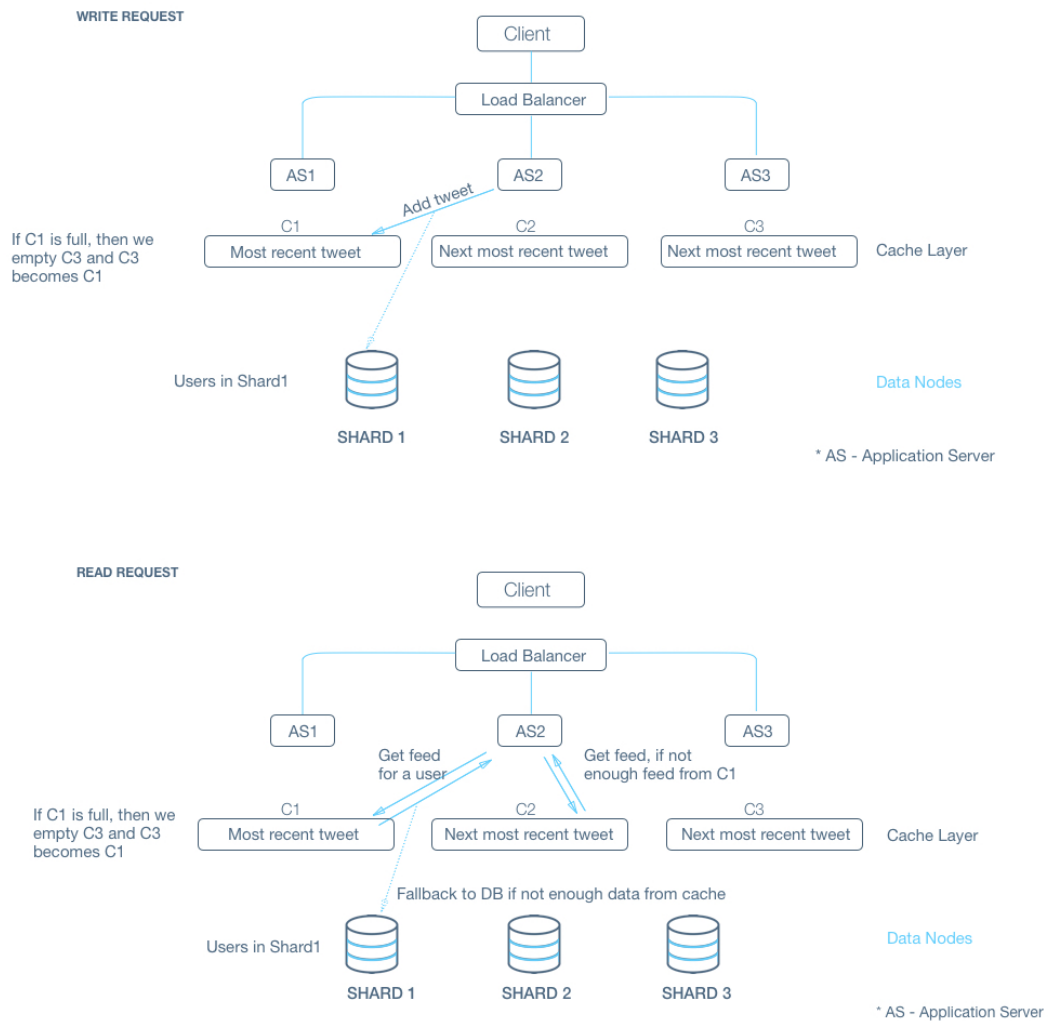 WRITE REQUEST
Client
Load Balancer
AS1
AS2
AS3
Add tweet
C1
C2
C3
If C1 is full, then we
empty C3 and C3
becomes C1
Most recent tweet
Next most recent tweet
Next most recent tweet
Cache Layer
Users in Shard1
Data Nodes
SHARD 1
SHARD 2
SHARD 3
* AS - Application Server
READ REQUEST
Client
Load Balancer
AS1
AS2
AS3
Get feed
for a user
Get feed, if not
enough feed from C1
C1
C2
C3
If C1 is full, then we
empty C3 and C3
becomes C1
Most recent tweet
Next most recent tweet
Next most recent tweet
Cache Layer
Fallback to DB if not enough data from cache
Users in Shard1
Data Nodes
SHARD 1
SHARD 2
SHARD 3
* AS - Application Server